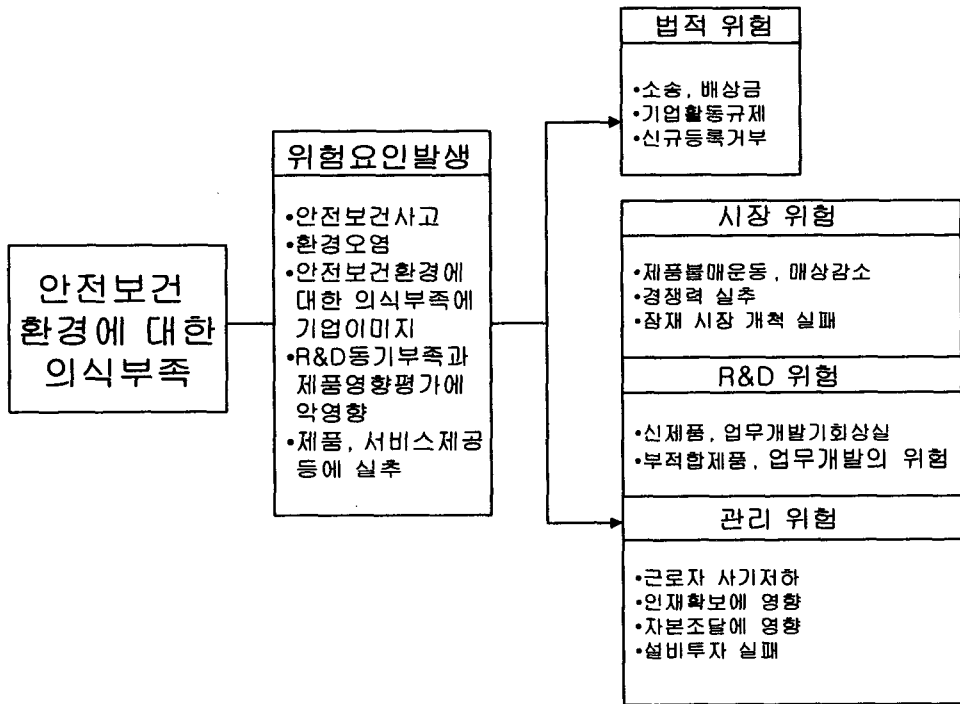 안전보건
환경에 대한
의식부족
위험요인발생
•안전보건사고
•환경오염
•안전보건환경에
대한 의식부족에
기업이미지
•R&D동기부족과
제품영향평가에
악영향
•제품, 서비스제공
등에 실추
법적 위험
•소송, 배상금
•기업활동규제
•신규등록거부
시장 위험
•제품불매운동, 매상감소
•경쟁력 실추
•잠재 시장 개척 실패
R&D 위험
•신제품, 업무개발기회상실
•부적합제품, 업무개발의 위험
관리 위험
•근로자 사기저하
•인재확보에 영향
•자본조달에 영향
•설비투자 실패